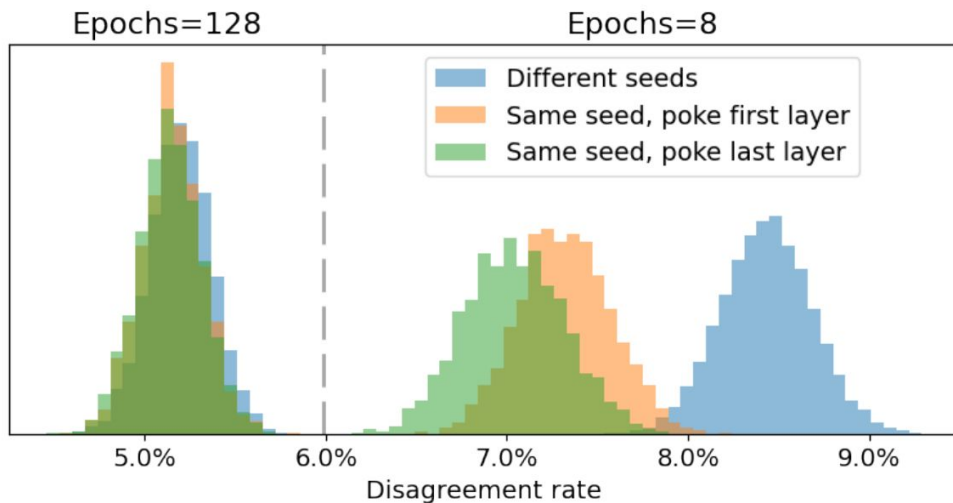 Epochs=128
Epochs=8
Different seeds
Same seed, poke first layer
Same seed, poke last layer
5.0%
6.0%
7.0%
8.0%
9.0%
Disagreement rate